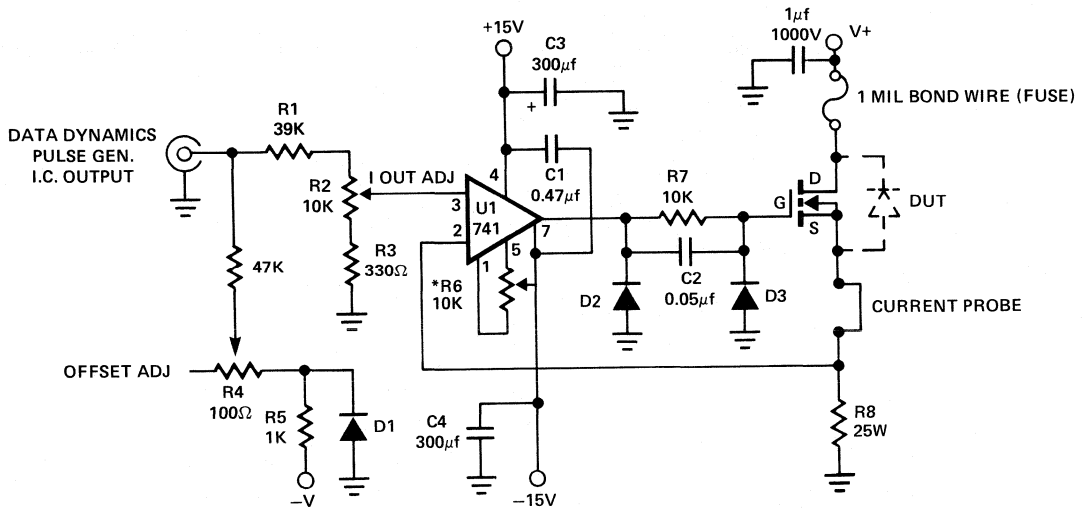 DATA DYNAMICS
PULSE GEN.
I.C. OUTPUT
R1
39K
R2
10K
I OUT ADJ
R3
330Ω
47K
OFFSET ADJ
R4
100Ω
R5
1K
−V
D1
+15V
C3
300μf
+
4
C1
0.47μf
3
2
U1
741
7
5
1
*R6
10K
C4
300μf
−15V
R7
10K
C2
0.05μf
D2
D3
1μf
1000V
V+
1 MIL BOND WIRE (FUSE)
D
G
S
DUT
CURRENT PROBE
R8
25W